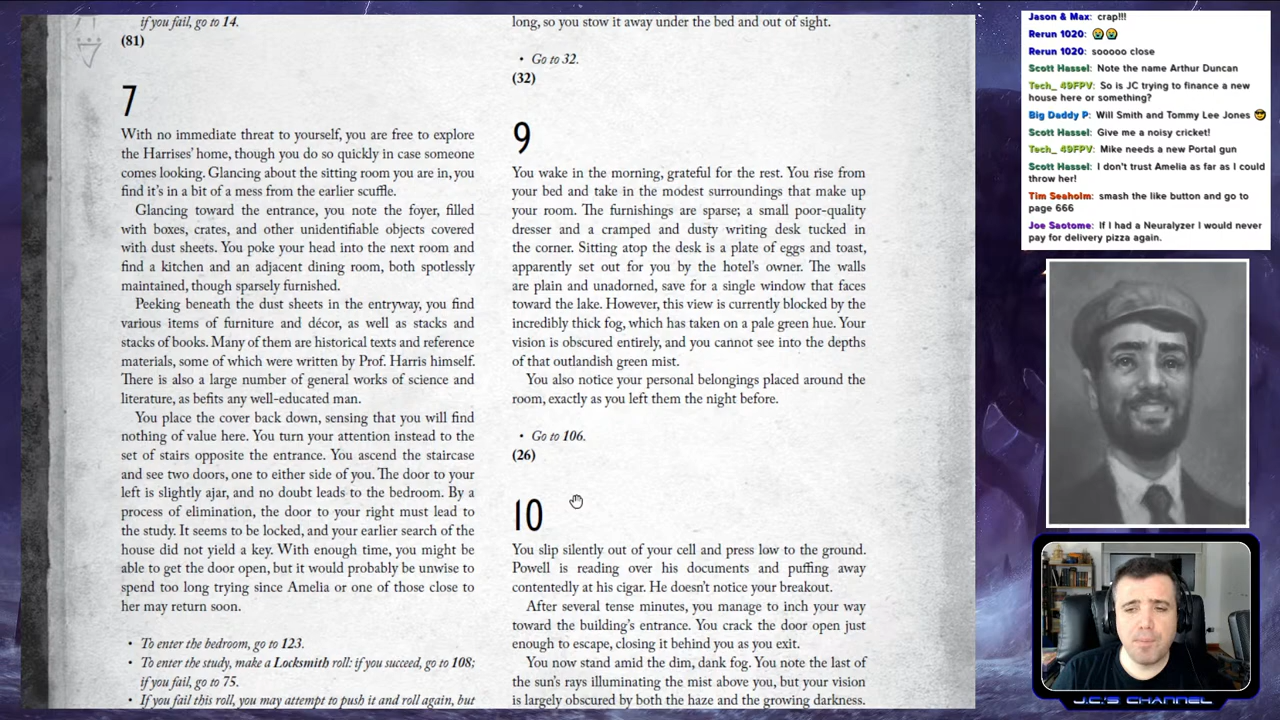 if you fail, go to 14.
(81)
7
With no immediate threat to yourself, you are free to explore
the Harrises' home, though you do so quickly in case someone
comes looking. Glancing about the sitting room you are in, you
find it's in a bit of a mess from the earlier scuffle.
Glancing toward the entrance, you note the foyer, filled
with boxes, crates, and other unidentifiable objects covered
with dust sheets. You poke your head into the next room and
find a kitchen and an adjacent dining room, both spotlessly
maintained, though sparsely furnished.
Peeking beneath the dust sheets in the entryway, you find
various items of furniture and décor, as well as stacks and
stacks of books. Many of them are historical texts and reference
materials, some of which were written by Prof. Harris himself.
There is also a large number of general works of science and
literature, as befits any well-educated man.
You place the cover back down, sensing that you will find
nothing of value here. You turn your attention instead to the
set of stairs opposite the entrance. You ascend the staircase
and see two doors, one to either side of you. The door to your
left is slightly ajar, and no doubt leads to the bedroom. By a
process of elimination, the door to your right must lead to
the study. It seems to be locked, and your earlier search of the
house did not yield a key. With enough time, you might be
able to get the door open, but it would probably be unwise to
spend too long trying since Amelia or one of those close to
her may return soon.
• To enter the bedroom, go to 123.
• To enter the study, make a Locksmith roll: if you succeed, go to 108;
if you fail, go to 75.
• If you fail this roll, you may attempt to push it and roll again, but
long, so you stow it away under the bed and out of sight.
• Go to 32.
(32)
9
You wake in the morning, grateful for the rest. You rise from
your bed and take in the modest surroundings that make up
your room. The furnishings are sparse; a small poor-quality
dresser and a cramped and dusty writing desk tucked in
the corner. Sitting atop the desk is a plate of eggs and toast,
apparently set out for you by the hotel's owner. The walls
are plain and unadorned, save for a single window that faces
toward the lake. However, this view is currently blocked by the
incredibly thick fog, which has taken on a pale green hue. Your
vision is obscured entirely, and you cannot see into the depths
of that outlandish green mist.
You also notice your personal belongings placed around the
room, exactly as you left them the night before.
• Go to 106.
(26)
10
You slip silently out of your cell and press low to the ground.
Powell is reading over his documents and puffing away
contentedly at his cigar. He doesn't notice your breakout.
After several tense minutes, you manage to inch your way
toward the building's entrance. You crack the door open just
enough to escape, closing it behind you as you exit.
You now stand amid the dim, dank fog. You note the last of
the sun's rays illuminating the mist above you, but your vision
is largely obscured by both the haze and the growing darkness.
Jason & Max: crap!!!
Rerun 1020: 😭😭
Rerun 1020: sooooo close
Scott Hassel: Note the name Arthur Duncan
Tech_ 49FPV: So is JC trying to finance a new
house here or something?
Big Daddy P: Will Smith and Tommy Lee Jones 😎
Scott Hassel: Give me a noisy cricket!
Tech_ 49FPV: Mike needs a new Portal gun
Scott Hassel: I don't trust Amelia as far as I could
throw her!
Tim Seaholm: smash the like button and go to
page 666
Joe Saotome: If I had a Neuralyzer I would never
pay for delivery pizza again.
J.C.'S CHANNEL